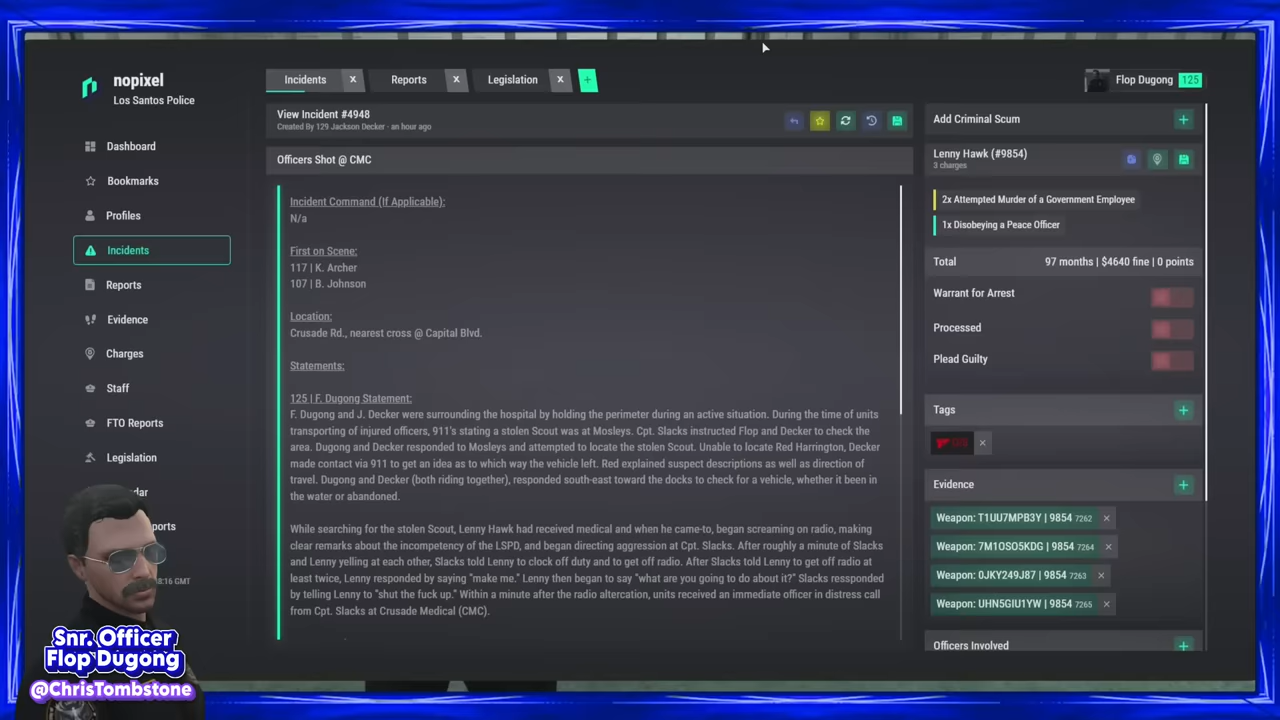 nopixel
Los Santos Police
Dashboard
Bookmarks
Profiles
Incidents
Reports
Evidence
Charges
Staff
FTO Reports
Legislation
Snr. Officer
Flop Dugong
@ChrisTombstone
Incidents x
Reports x
Legislation x
+
View Incident #4948
Created By 129 Jackson Decker - an hour ago
Officers Shot @ CMC
Incident Command (If Applicable):
N/a
First on Scene:
117 | K. Archer
107 | B. Johnson
Location:
Crusade Rd., nearest cross @ Capital Blvd.
Statements:
125 | F. Dugong Statement:
F. Dugong and J. Decker were surrounding the hospital by holding the perimeter during an active situation. During the time of units
transporting of injured officers, 911's stating a stolen Scout was at Mosleys. Cpt. Slacks instructed Flop and Decker to check the
area. Dugong and Decker responded to Mosleys and attempted to locate the stolen Scout. Unable to locate Red Harrington, Decker
made contact via 911 to get an idea as to which way the vehicle left. Red explained suspect descriptions as well as direction of
travel. Dugong and Decker (both riding together), responded south-east toward the docks to check for a vehicle, whether it been in
the water or abandoned.
While searching for the stolen Scout, Lenny Hawk had received medical and when he came-to, began screaming on radio, making
clear remarks about the incompetency of the LSPD, and began directing aggression at Cpt. Slacks. After roughly a minute of Slacks
and Lenny yelling at each other, Slacks told Lenny to clock off duty and to get off radio. After Slacks told Lenny to get off radio at
least twice, Lenny responded by saying "make me." Lenny then began to say "what are you going to do about it?" Slacks ressponded
by telling Lenny to "shut the fuck up." Within a minute after the radio altercation, units received an immediate officer in distress call
from Cpt. Slacks at Crusade Medical (CMC).
Flop Dugong 125
Add Criminal Scum +
Lenny Hawk (#9854)
3 charges
2x Attempted Murder of a Government Employee
1x Disobeying a Peace Officer
Total 97 months | $4640 fine | 0 points
Warrant for Arrest
Processed
Plead Guilty
Tags +
x
Evidence +
Weapon: T1UU7MPB3Y | 9854 7262 x
Weapon: 7M1OSO5KDG | 9854 7264 x
Weapon: 0JKY249J87 | 9854 7263 x
Weapon: UHN5GIU1YW | 9854 7265 x
Officers Involved +